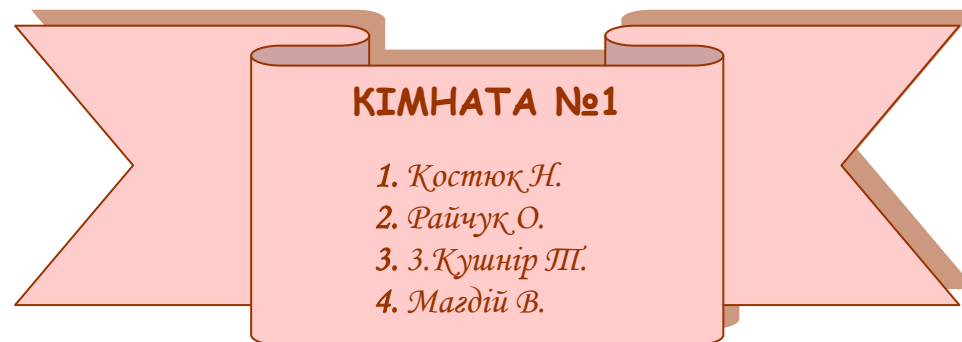 КІМНАТА №1
1. Костюк Н.
2. Райчук О.
3. 3.Кушнір Т.
4. Магдій В.